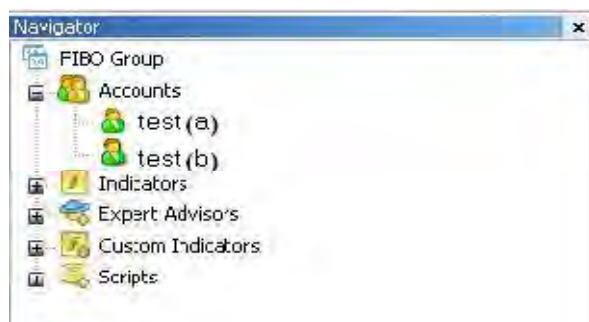 Navigator
FIBO Group
Accounts
test(a)
test(b)
Indicators
Expert Advisors
Custom Indicators
Scripts